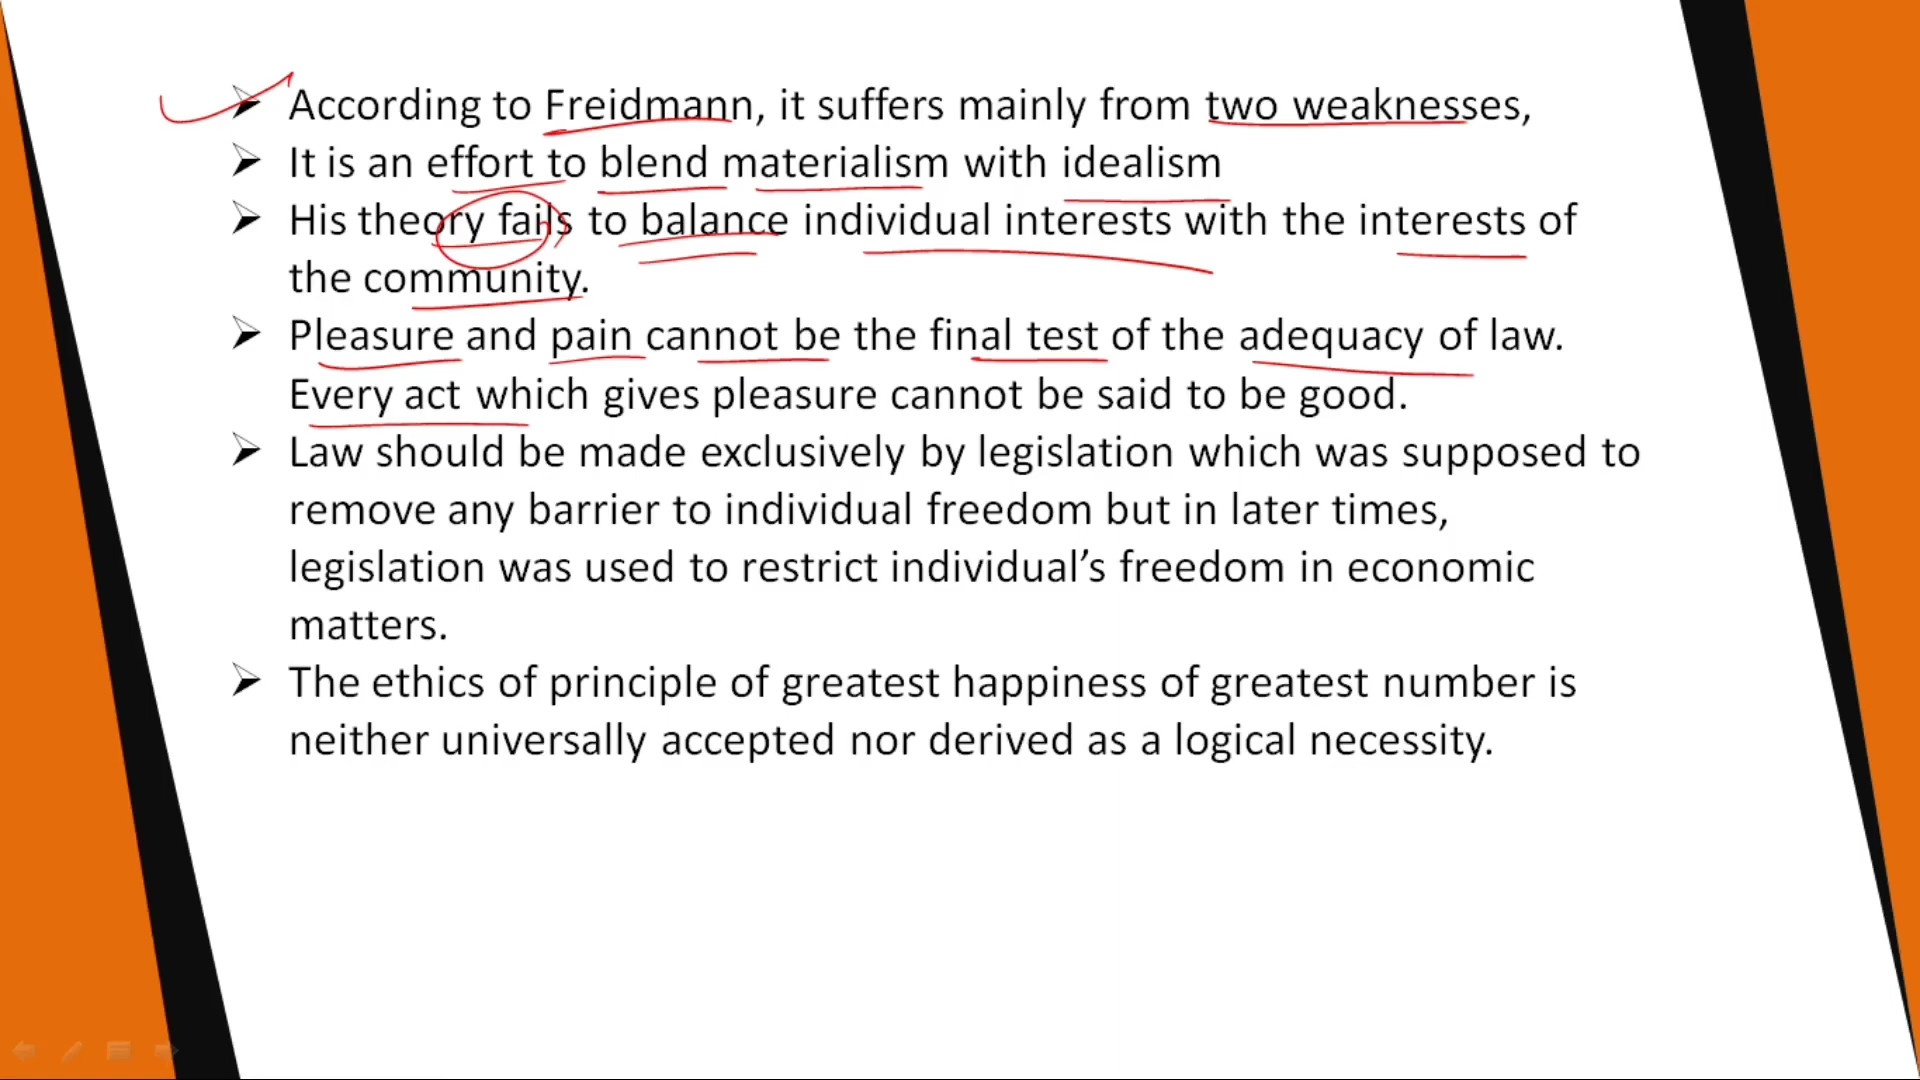 According to Freidmann, it suffers mainly from two weaknesses,
It is an effort to blend materialism with idealism
His theory fails to balance individual interests with the interests of
the community.
Pleasure and pain cannot be the final test of the adequacy of law.
Every act which gives pleasure cannot be said to be good.
Law should be made exclusively by legislation which was supposed to
remove any barrier to individual freedom but in later times,
legislation was used to restrict individual’s freedom in economic
matters.
The ethics of principle of greatest happiness of greatest number is
neither universally accepted nor derived as a logical necessity.